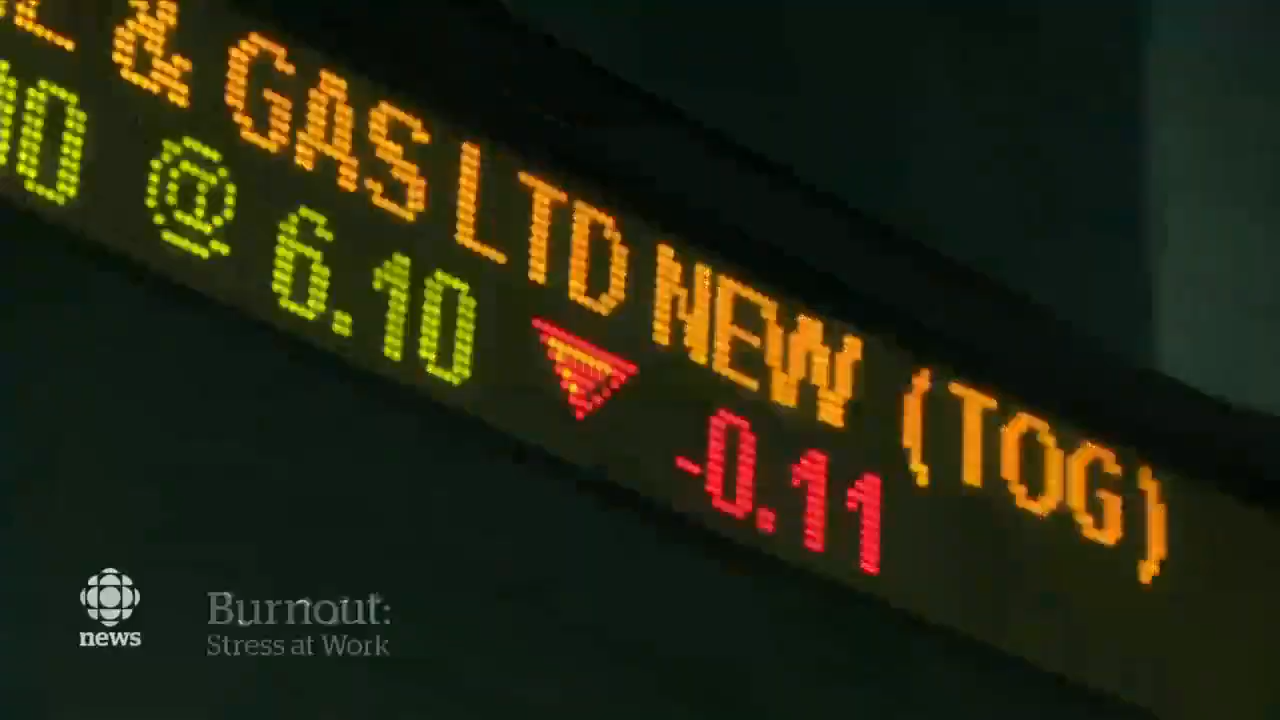 & GAS LTD NEW (TOG)
@ 6.10 -0.11
news
Burnout:
Stress at Work